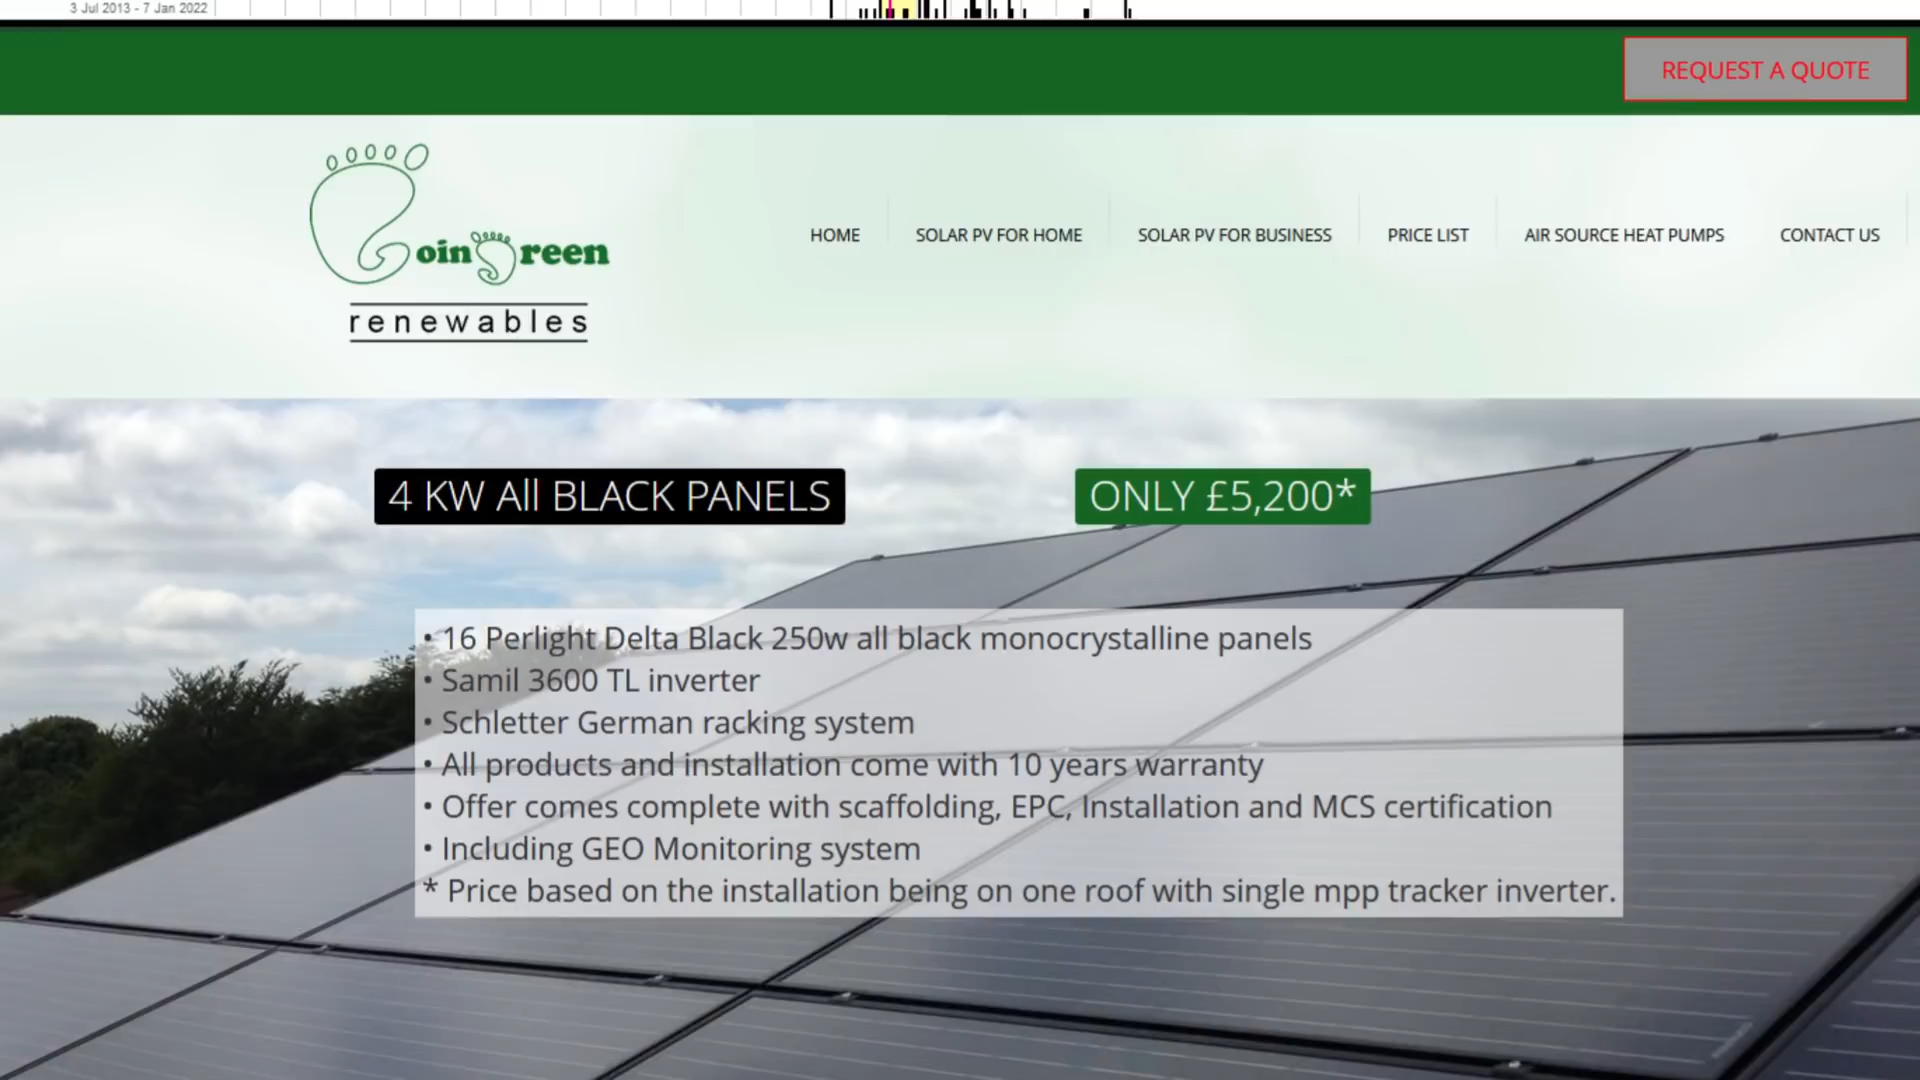 3 Jul 2013 - 7 Jan 2022
REQUEST A QUOTE
Goin Green
renewables
HOME
SOLAR PV FOR HOME
SOLAR PV FOR BUSINESS
PRICE LIST
AIR SOURCE HEAT PUMPS
CONTACT US
4 KW All BLACK PANELS
ONLY £5,200*
• 16 Perlight Delta Black 250w all black monocrystalline panels
• Samil 3600 TL inverter
• Schletter German racking system
• All products and installation come with 10 years warranty
• Offer comes complete with scaffolding, EPC, Installation and MCS certification
• Including GEO Monitoring system
* Price based on the installation being on one roof with single mpp tracker inverter.